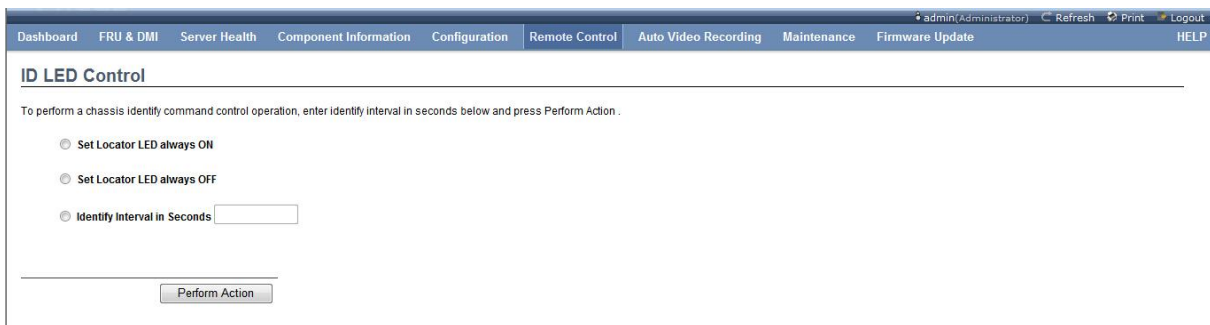 admin(Administrator) Refresh Print Logout
Dashboard FRU & DMI Server Health Component Information Configuration Remote Control Auto Video Recording Maintenance Firmware Update HELP
ID LED Control
To perform a chassis identify command control operation, enter identify interval in seconds below and press Perform Action .
Set Locator LED always ON
Set Locator LED always OFF
Identify Interval in Seconds
Perform Action